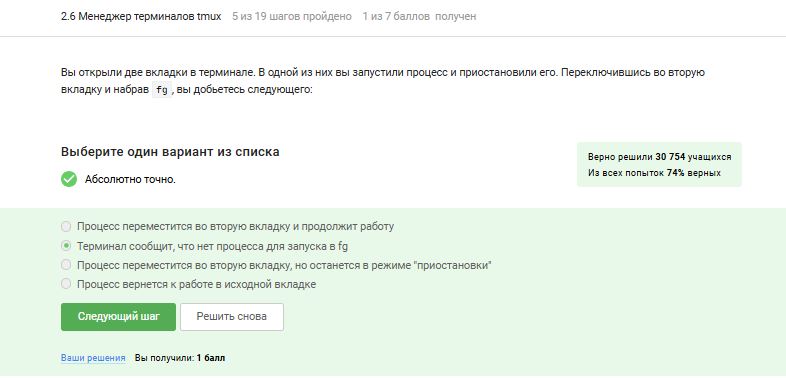 2.6 Менеджер терминалов tmux 5 из 19 шагов пройдено 1 из 7 баллов получен
Вы открыли две вкладки в терминале. В одной из них вы запустили процесс и приостановили его. Переключившись во вторую
вкладку и набрав fg, вы добьетесь следующего:
Выберите один вариант из списка
Верно решили 30 754 учащихся
Из всех попыток 74% верных
Абсолютно точно.
Процесс переместится во вторую вкладку и продолжит работу
Терминал сообщит, что нет процесса для запуска в fg
Процесс переместится во вторую вкладку, но останется в режиме "приостановки"
Процесс вернется к работе в исходной вкладке
Следующий шаг Решить снова
Ваши решения Вы получили: 1 балл